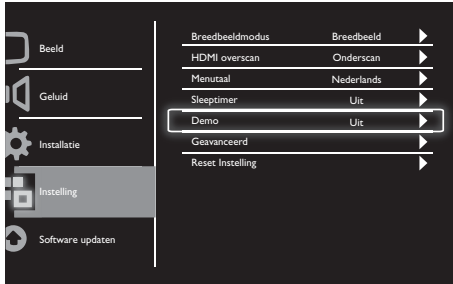 Beeld
Geluid
Installatie
Instelling
Software updaten
Breedbeeldmodus Breedbeeld
HDMI overscan Onderscan
Menutaal Nederlands
Sleeptimer Uit
Demo Uit
Geavanceerd
Reset Instelling